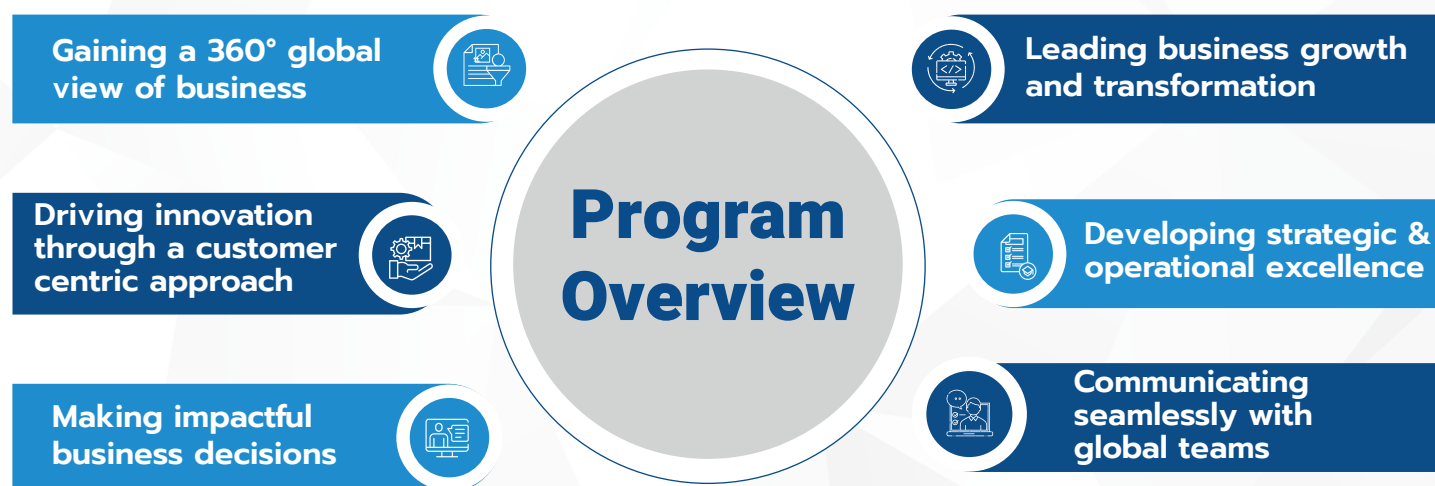 Gaining a 360° global
view of business
Driving innovation
through a customer
centric approach
Making impactful
business decisions
Program
Overview
Leading business growth
and transformation
Developing strategic &
operational excellence
Communicating
seamlessly with
global teams